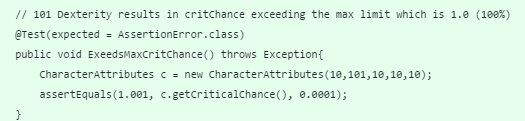 // 101 Dexterity results in critChance exceeding the max limit which is 1.0 (100%)
@Test(expected = AssertionError.class)
public void ExeedsMaxCritChance() throws Exception{
    CharacterAttributes c = new CharacterAttributes(10,101,10,10,10);
    assertEquals(1.001, c.getCriticalChance(), 0.0001);
}